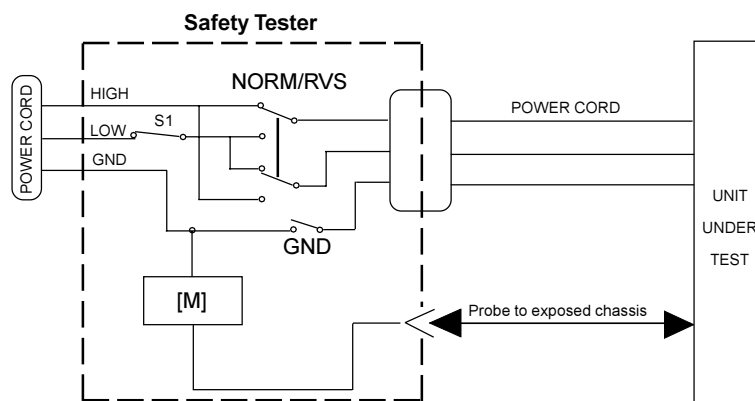 Safety Tester
NORM/RVS
POWER CORD
HIGH
LOW
S1
GND
GND
[M]
POWER CORD
Probe to exposed chassis
UNIT
UNDER
TEST